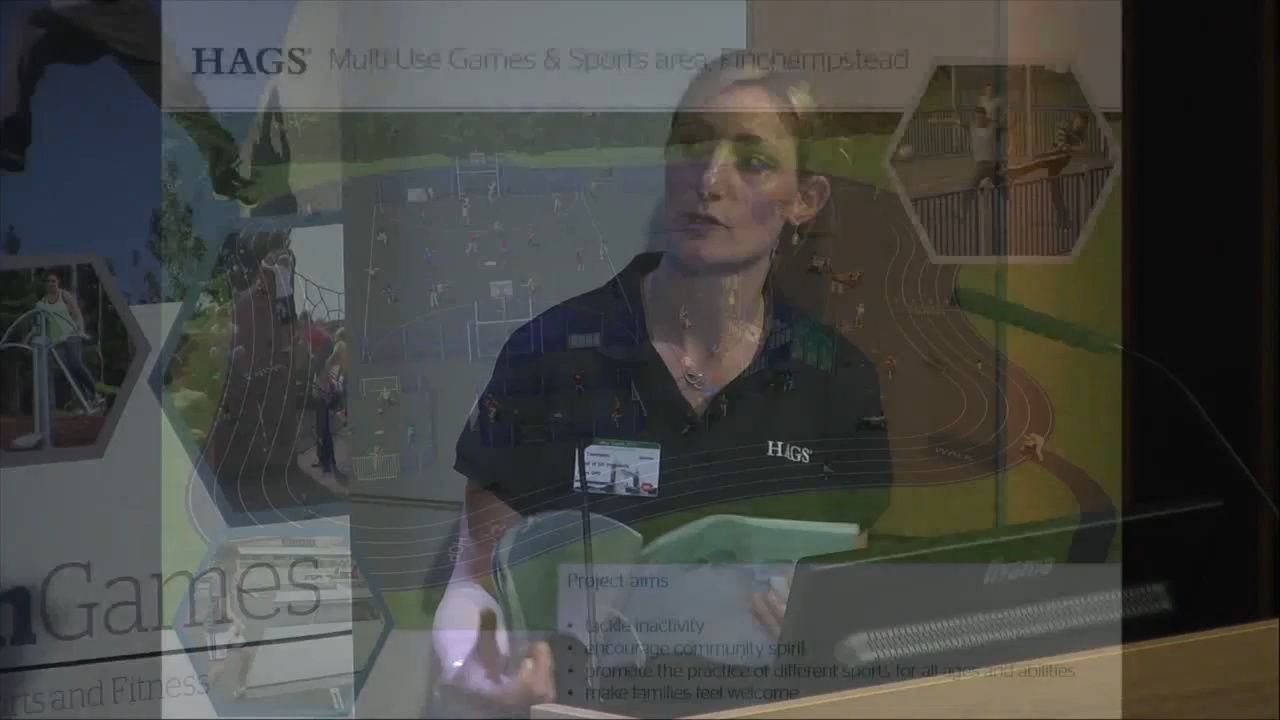 HAGS® Multi-Use Games & Sports area, Finchampstead
HAGS®
Games
rts and Fitness
Project aims
• tackle inactivity
• encourage community spirit
• promote the practice of different sports for all ages and abilities
• make families feel welcome